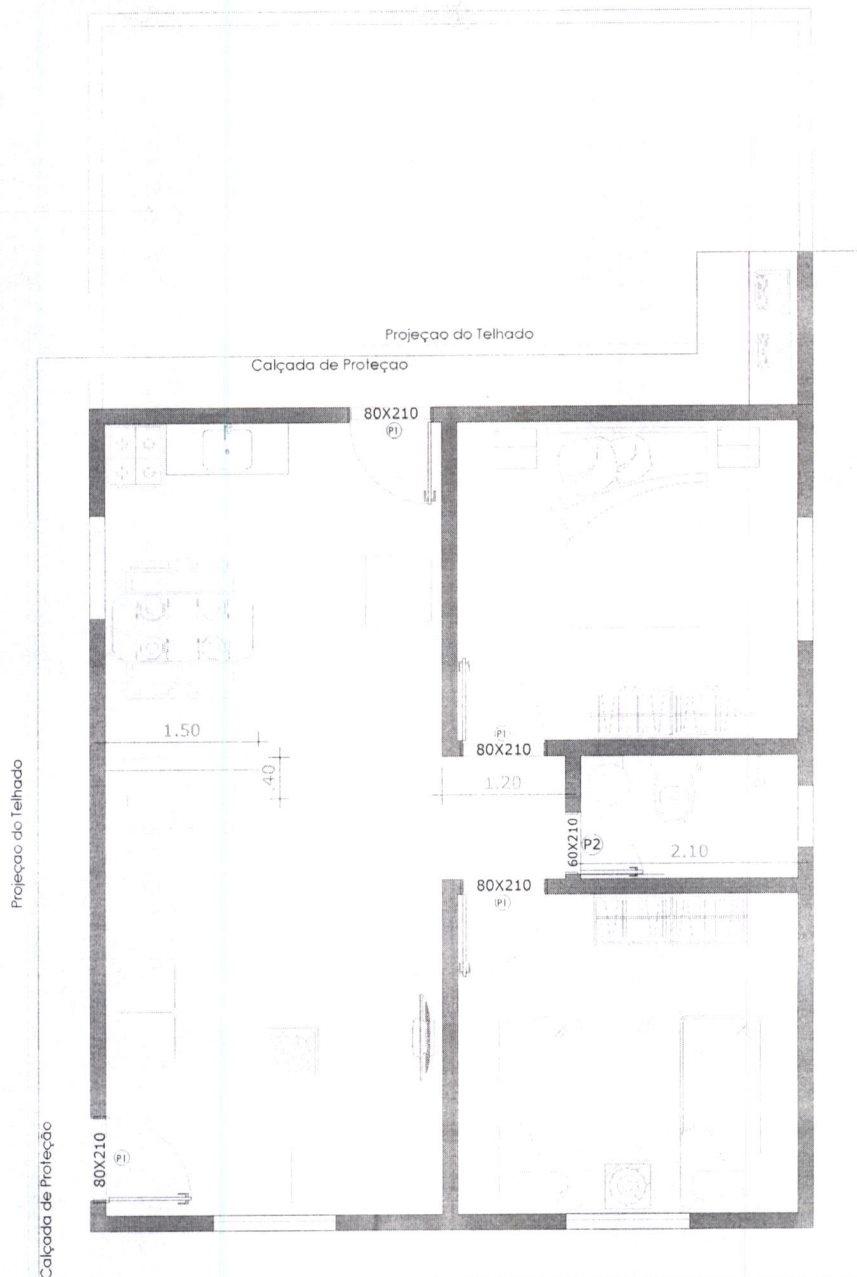 Projeçao do Telhado
Calçada de Proteçao
80X210
P1
1.50
.40
P1
80X210
1.20
60X210
P2
2.10
80X210
P1
Projeçao do Telhado
80X210
P1
Calçada de Proteção